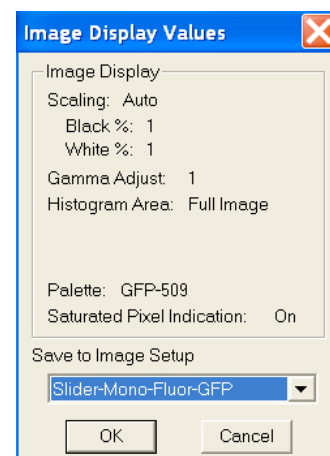 Image Display Values
Image Display
Scaling: Auto
Black %: 1
White %: 1
Gamma Adjust: 1
Histogram Area: Full Image
Palette: GFP-509
Saturated Pixel Indication: On
Save to Image Setup
Slider-Mono-Fluor-GFP
OK Cancel